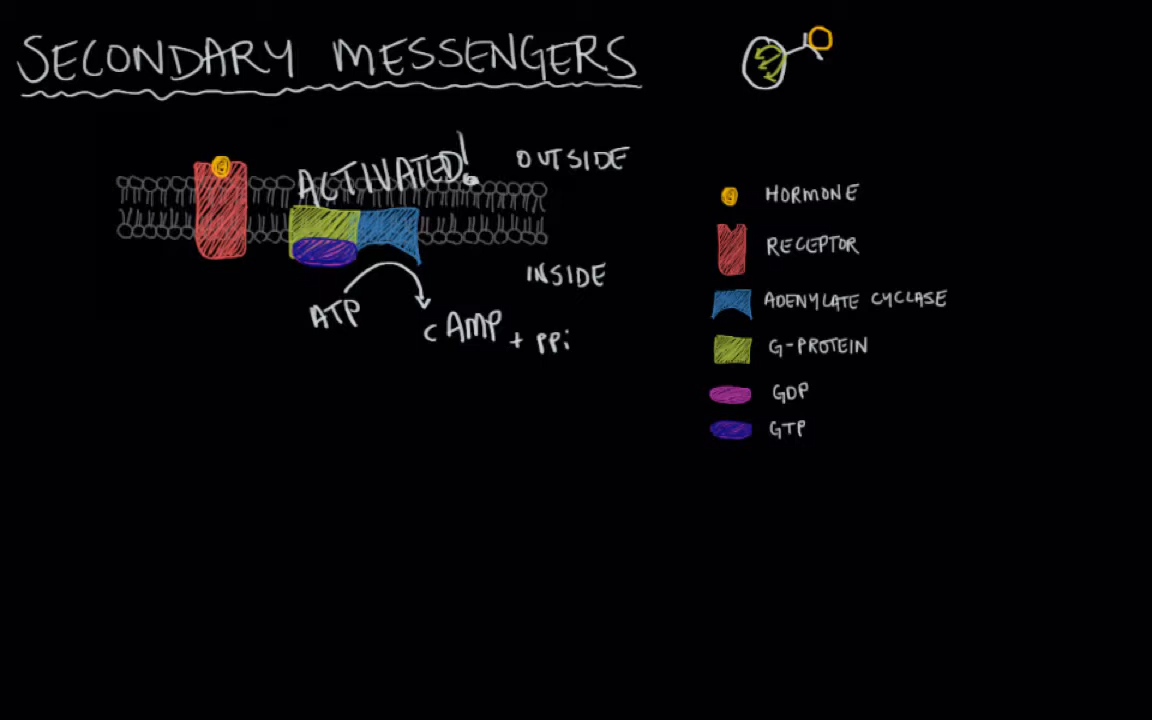 SECONDARY MESSENGERS
ACTIVATED!
OUTSIDE
INSIDE
ATP
cAMP + PPi
HORMONE
RECEPTOR
ADENYLATE CYCLASE
G-PROTEIN
GDP
GTP